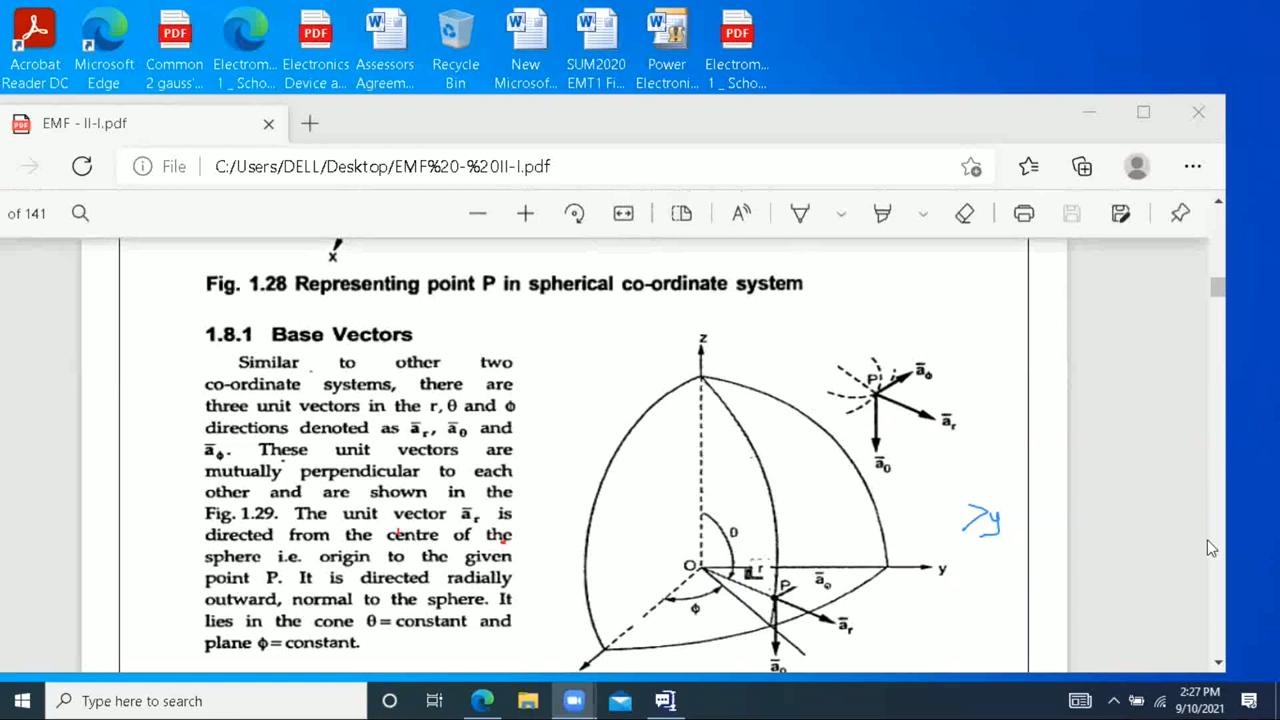 Acrobat Reader DC
Microsoft Edge
Common 2 gauss'...
Electrom... 1 _ Scho...
Electronics Device a...
Assessors Agreem...
Recycle Bin
New Microsof...
SUM2020 EMT1 Fi...
Power Electroni...
Electrom... 1 _ Scho...
EMF - II-I.pdf
File
C:/Users/DELL/Desktop/EMF%20-%20II-I.pdf
of 141
x
Fig. 1.28 Representing point P in spherical co-ordinate system
1.8.1 Base Vectors
Similar to other two
co-ordinate systems, there are
three unit vectors in the r, θ and ϕ
directions denoted as a̅r, a̅θ and
a̅ϕ. These unit vectors are
mutually perpendicular to each
other and are shown in the
Fig. 1.29. The unit vector a̅r is
directed from the centre of the
sphere i.e. origin to the given
point P. It is directed radially
outward, normal to the sphere. It
lies in the cone θ = constant and
plane ϕ = constant.
z
P
a̅ϕ
a̅r
a̅θ
θ
O
r
y
P
a̅ϕ
ϕ
a̅r
a̅θ
y
Type here to search
2:27 PM
9/10/2021